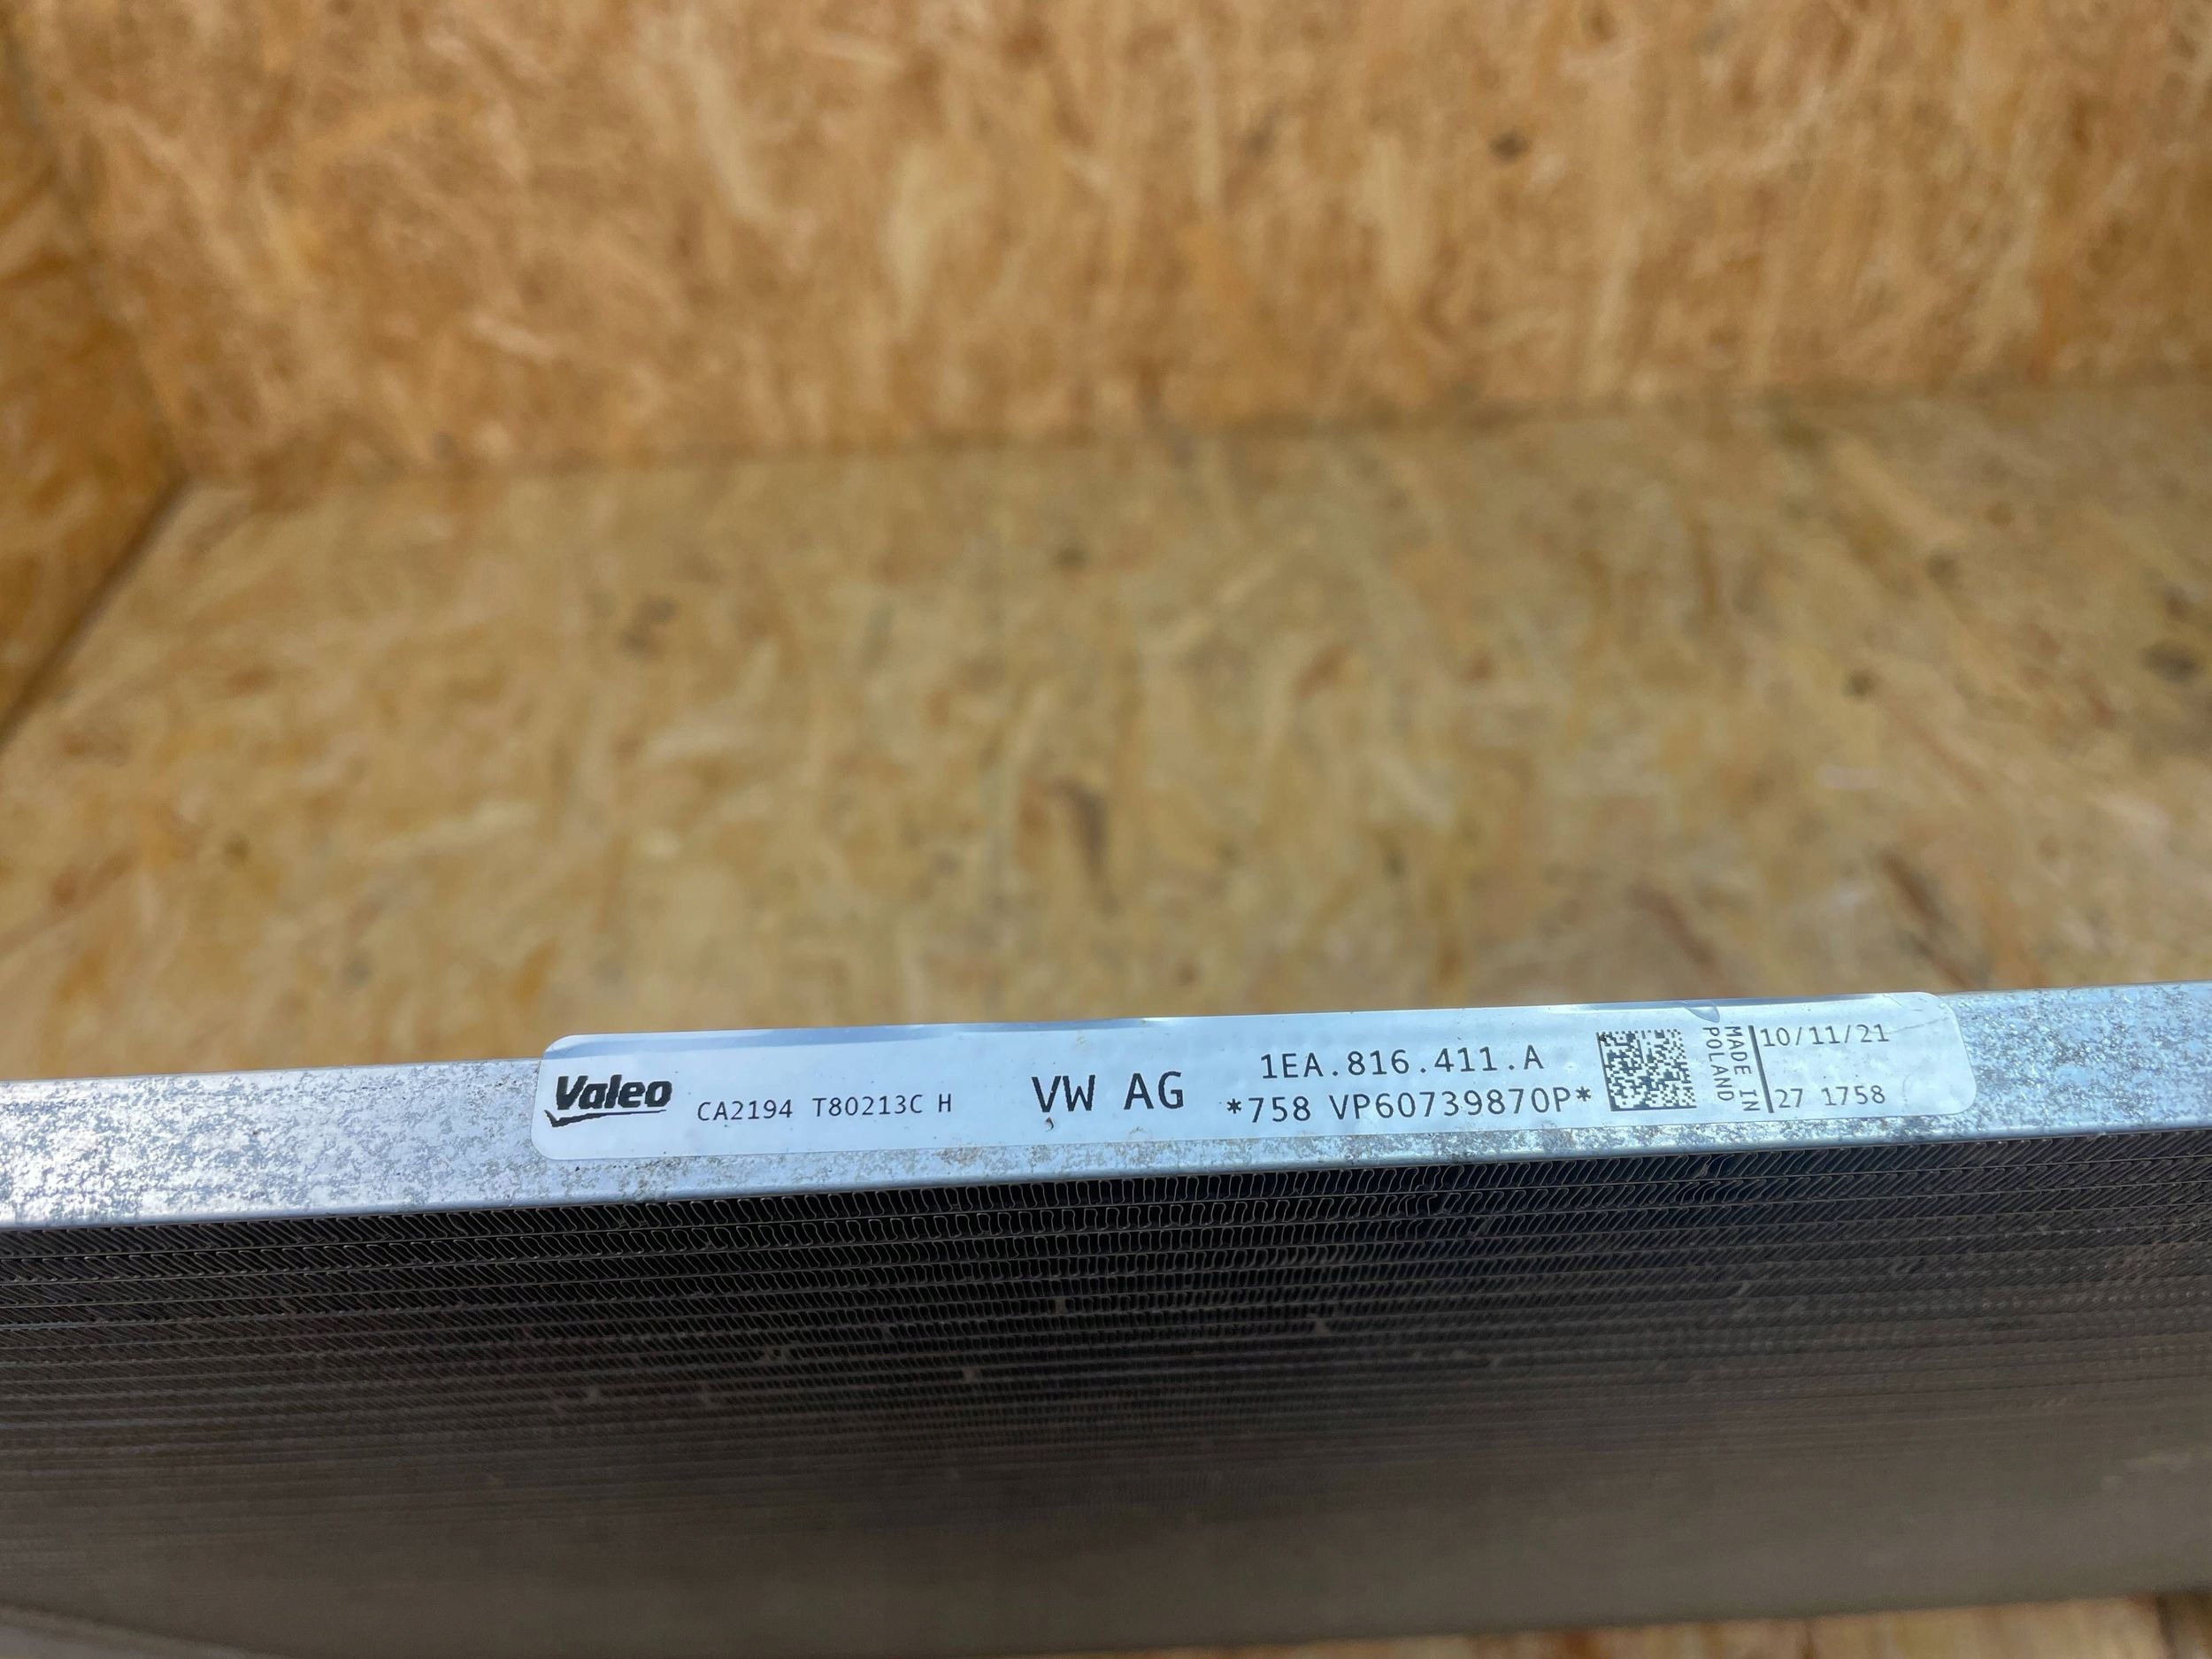 Valeo
CA2194 T80213C H
VW AG
1EA.816.411.A
*758 VP60739870P*
MADE IN
POLAND
10/11/21
27 1758